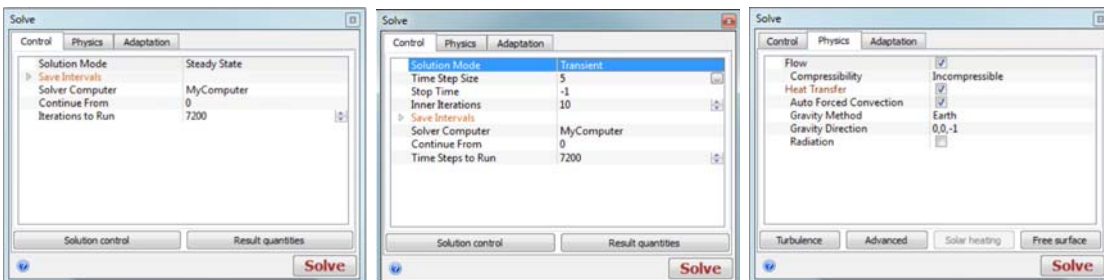 Solve
Control Physics Adaptation
Solution Mode Steady State
Save Intervals
Solver Computer MyComputer
Continue From 0
Iterations to Run 7200
Solution control Result quantities
Solve
Solve
Control Physics Adaptation
Solution Mode Transient
Time Step Size 5
Stop Time -1
Inner Iterations 10
Save Intervals
Solver Computer MyComputer
Continue From 0
Time Steps to Run 7200
Solution control Result quantities
Solve
Solve
Control Physics Adaptation
Flow
Compressibility Incompressible
Heat Transfer
Auto Forced Convection
Gravity Method Earth
Gravity Direction 0,0,-1
Radiation
Turbulence Advanced Solar heating Free surface
Solve